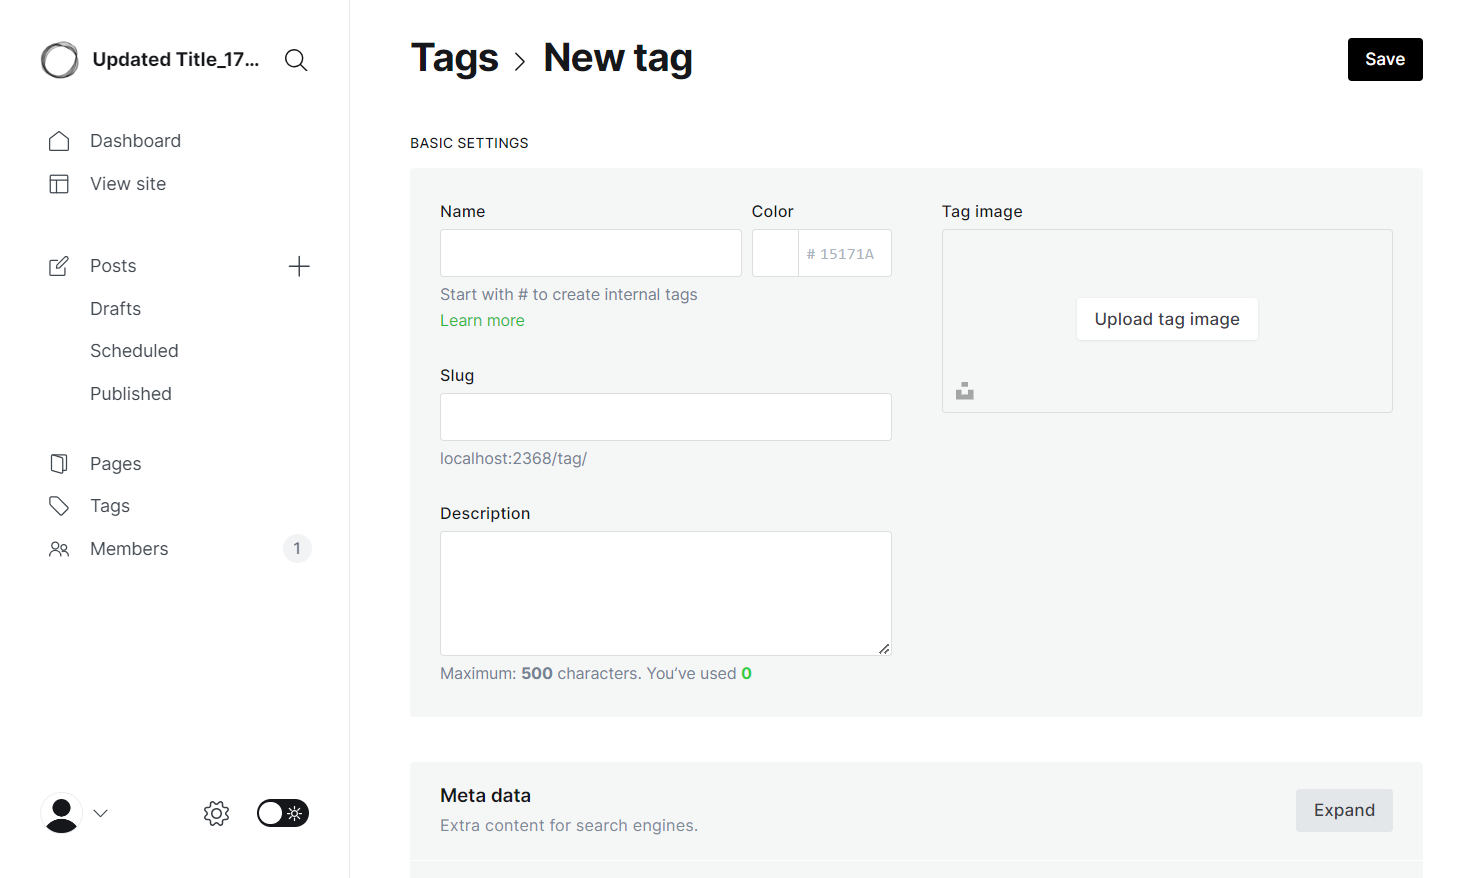 Updated Title_17...
Dashboard
View site
Posts
Drafts
Scheduled
Published
Pages
Tags
Members 1
Tags > New tag
Save
BASIC SETTINGS
Name
Color
# 15171A
Start with # to create internal tags
Learn more
Slug
localhost:2368/tag/
Description
Maximum: 500 characters. You’ve used 0
Tag image
Upload tag image
Meta data
Extra content for search engines.
Expand